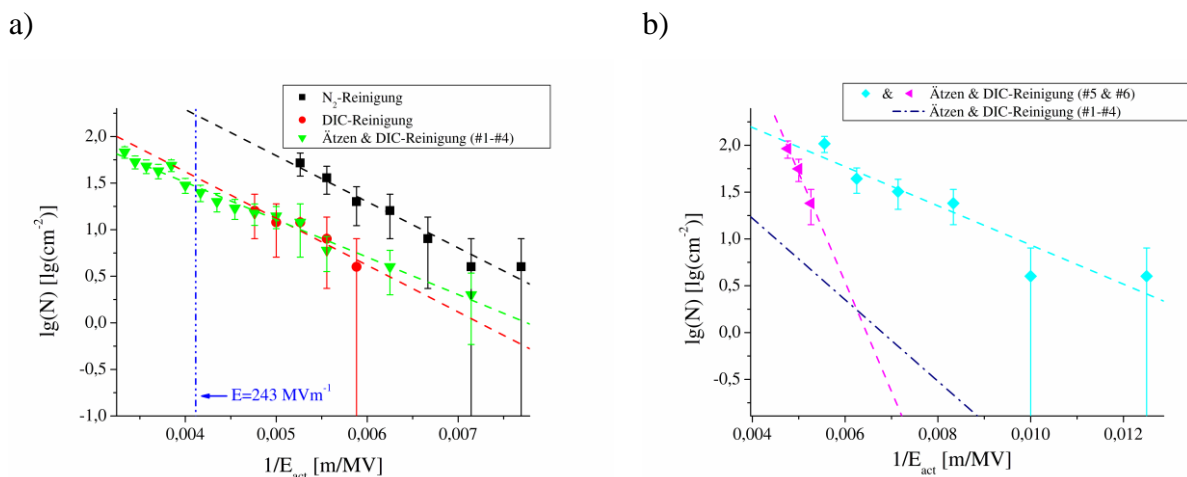 a)
N₂-Reinigung
DIC-Reinigung
Ätzen & DIC-Reinigung (#1-#4)
2,0
1,5
1,0
0,5
0,0
-0,5
-1,0
lg(N) [lg(cm⁻²)]
E=243 MVm⁻¹
0,004 0,005 0,006 0,007
1/E_act [m/MV]
b)
& Ätzen & DIC-Reinigung (#5 & #6)
Ätzen & DIC-Reinigung (#1-#4)
2,0
1,5
1,0
0,5
0,0
-0,5
lg(N) [lg(cm⁻²)]
0,004 0,006 0,008 0,010 0,012
1/E_act [m/MV]